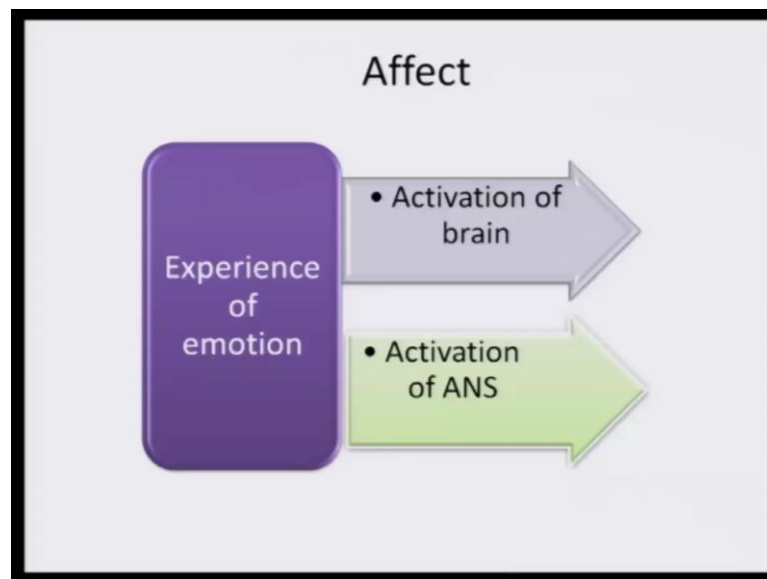 Affect
Experience
of
emotion
• Activation of
brain
• Activation
of ANS